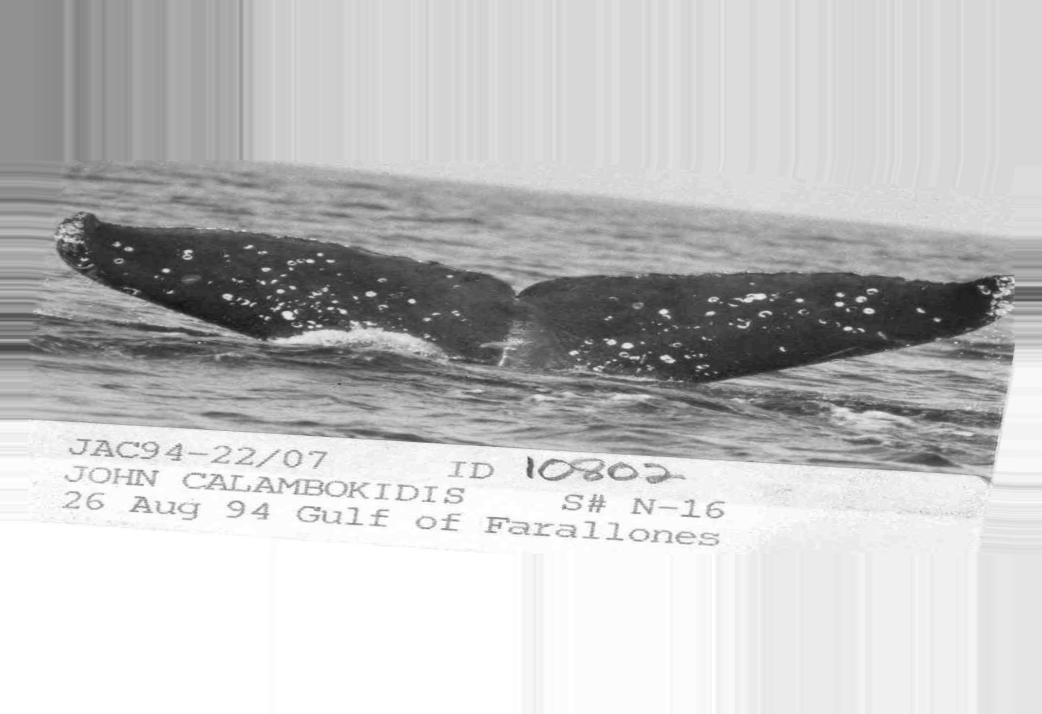 JAC94-22/07 ID 10802
JOHN CALAMBOKIDIS S# N-16
26 Aug 94 Gulf of Farallones